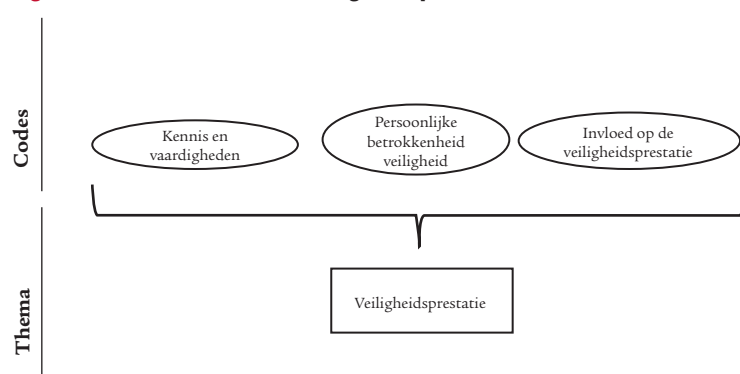 Codes
Kennis en
vaardigheden
Persoonlijke
betrokkenheid
veiligheid
Invloed op de
veiligheidsprestatie
Thema
Veiligheidsprestatie